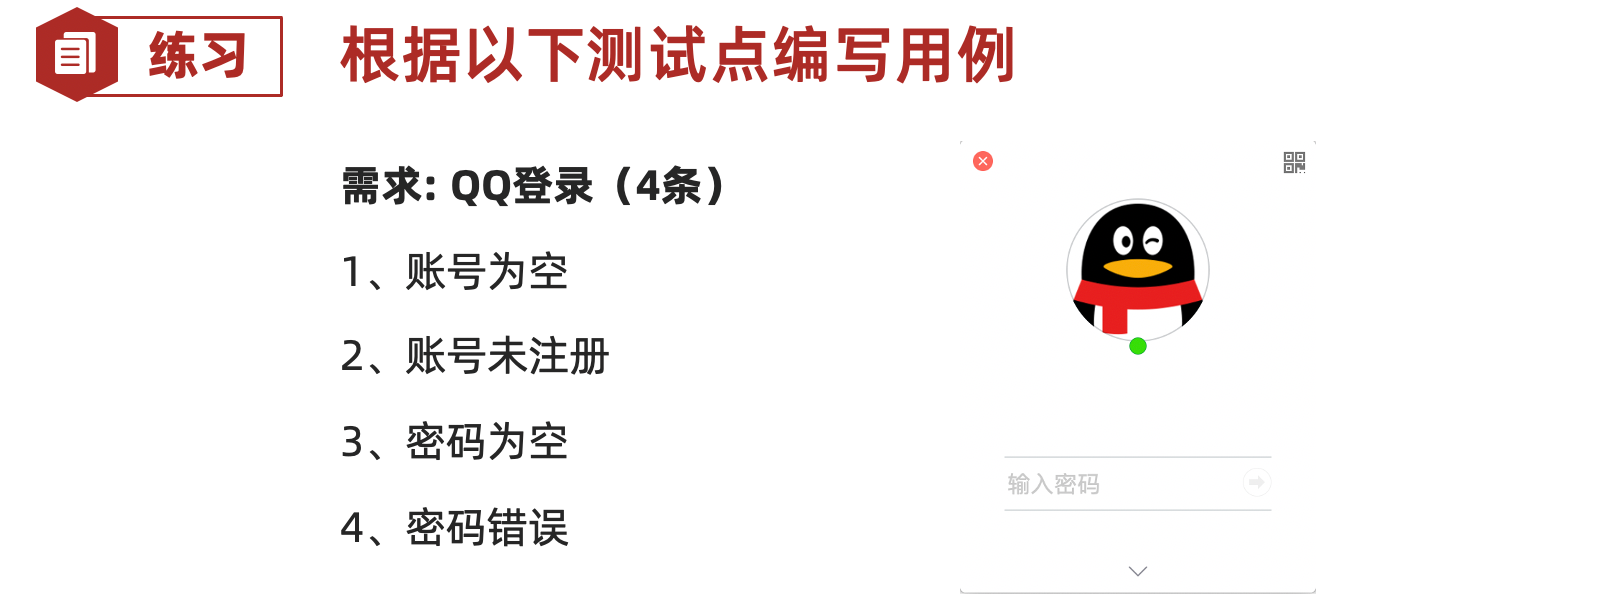 练习
根据以下测试点编写用例
需求: QQ登录（4条）
1、账号为空
2、账号未注册
3、密码为空
4、密码错误
输入密码